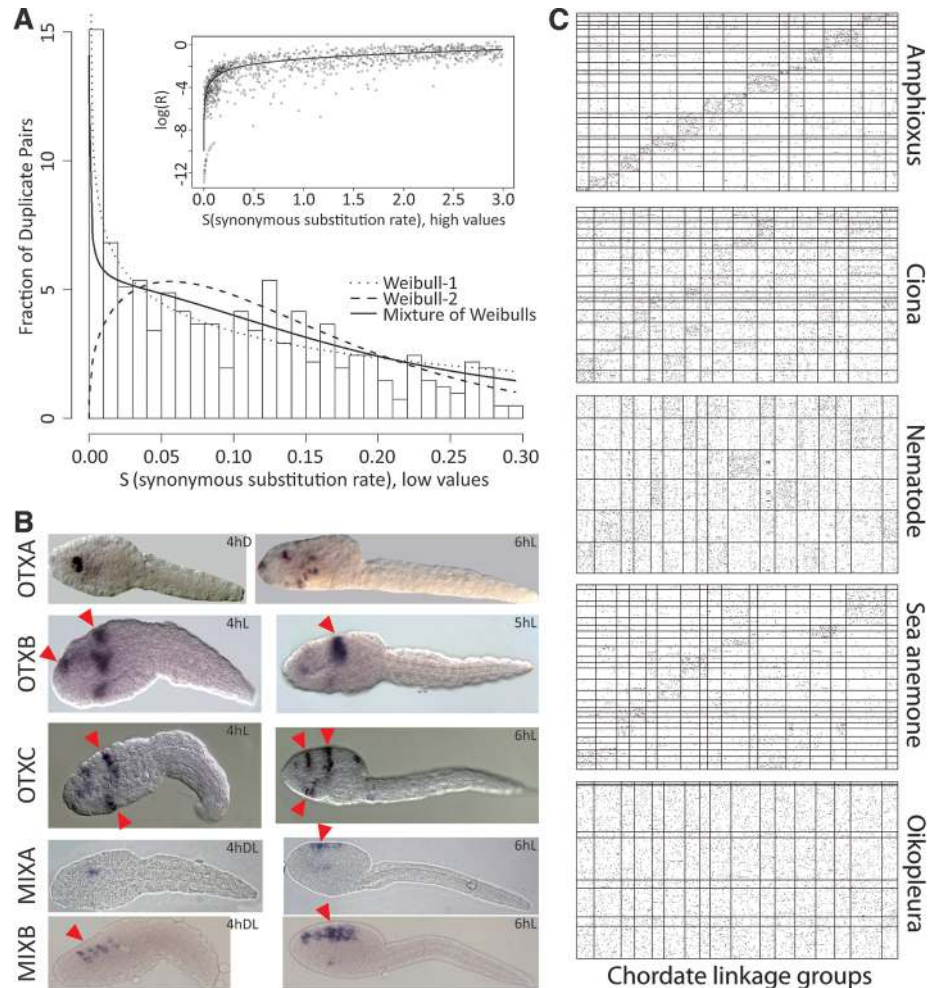 A
15
10
5
0
Fraction of Duplicate Pairs
0
-4
-8
-12
log(R)
0.0 0.5 1.0 1.5 2.0 2.5 3.0
S(synonymous substitution rate), high values
Weibull-1
Weibull-2
Mixture of Weibulls
0.00 0.05 0.10 0.15 0.20 0.25 0.30
S (synonymous substitution rate), low values
B
OTXA
4hD
6hL
OTXB
4hL
5hL
OTXC
4hL
6hL
MIXA
4hDL
6hL
MIXB
4hDL
6hL
C
Amphioxus
Ciona
Nematode
Sea anemone
Oikopleura
Chordate linkage groups